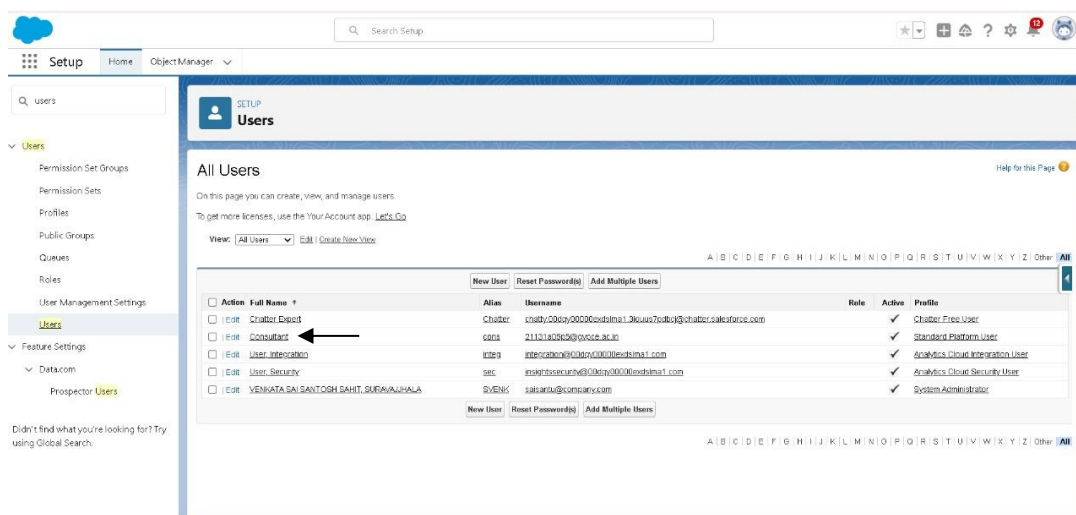 Search Setup
12
Setup Home Object Manager
users
SETUP
Users
Users
Permission Set Groups
Permission Sets
Profiles
Public Groups
Queues
Roles
User Management Settings
Users
Feature Settings
Data.com
Prospector Users
Didn't find what you're looking for? Try
using Global Search.
All Users
Help for this Page
On this page you can create, view, and manage users.
To get more licenses, use the Your Account app. Let's Go
View: All Users Edit | Create New View
A | B | C | D | E | F | G | H | I | J | K | L | M | N | O | P | Q | R | S | T | U | V | W | X | Y | Z | Other All
New User Reset Password(s) Add Multiple Users
Action Full Name ↑ Alias Username Role Active Profile
Edit Chatter Expert Chatter Chatter Free User
Edit Consultant cons 21131a05p5@gvpce.ac.in Standard Platform User
Edit User, Integration integ Analytics Cloud Integration User
Edit User, Security sec Analytics Cloud Security User
Edit VENKATA SAI SANTOSH SAHIT, SURAVAJJHALA SVENK saisantu@company.com System Administrator
New User Reset Password(s) Add Multiple Users
A | B | C | D | E | F | G | H | I | J | K | L | M | N | O | P | Q | R | S | T | U | V | W | X | Y | Z | Other All